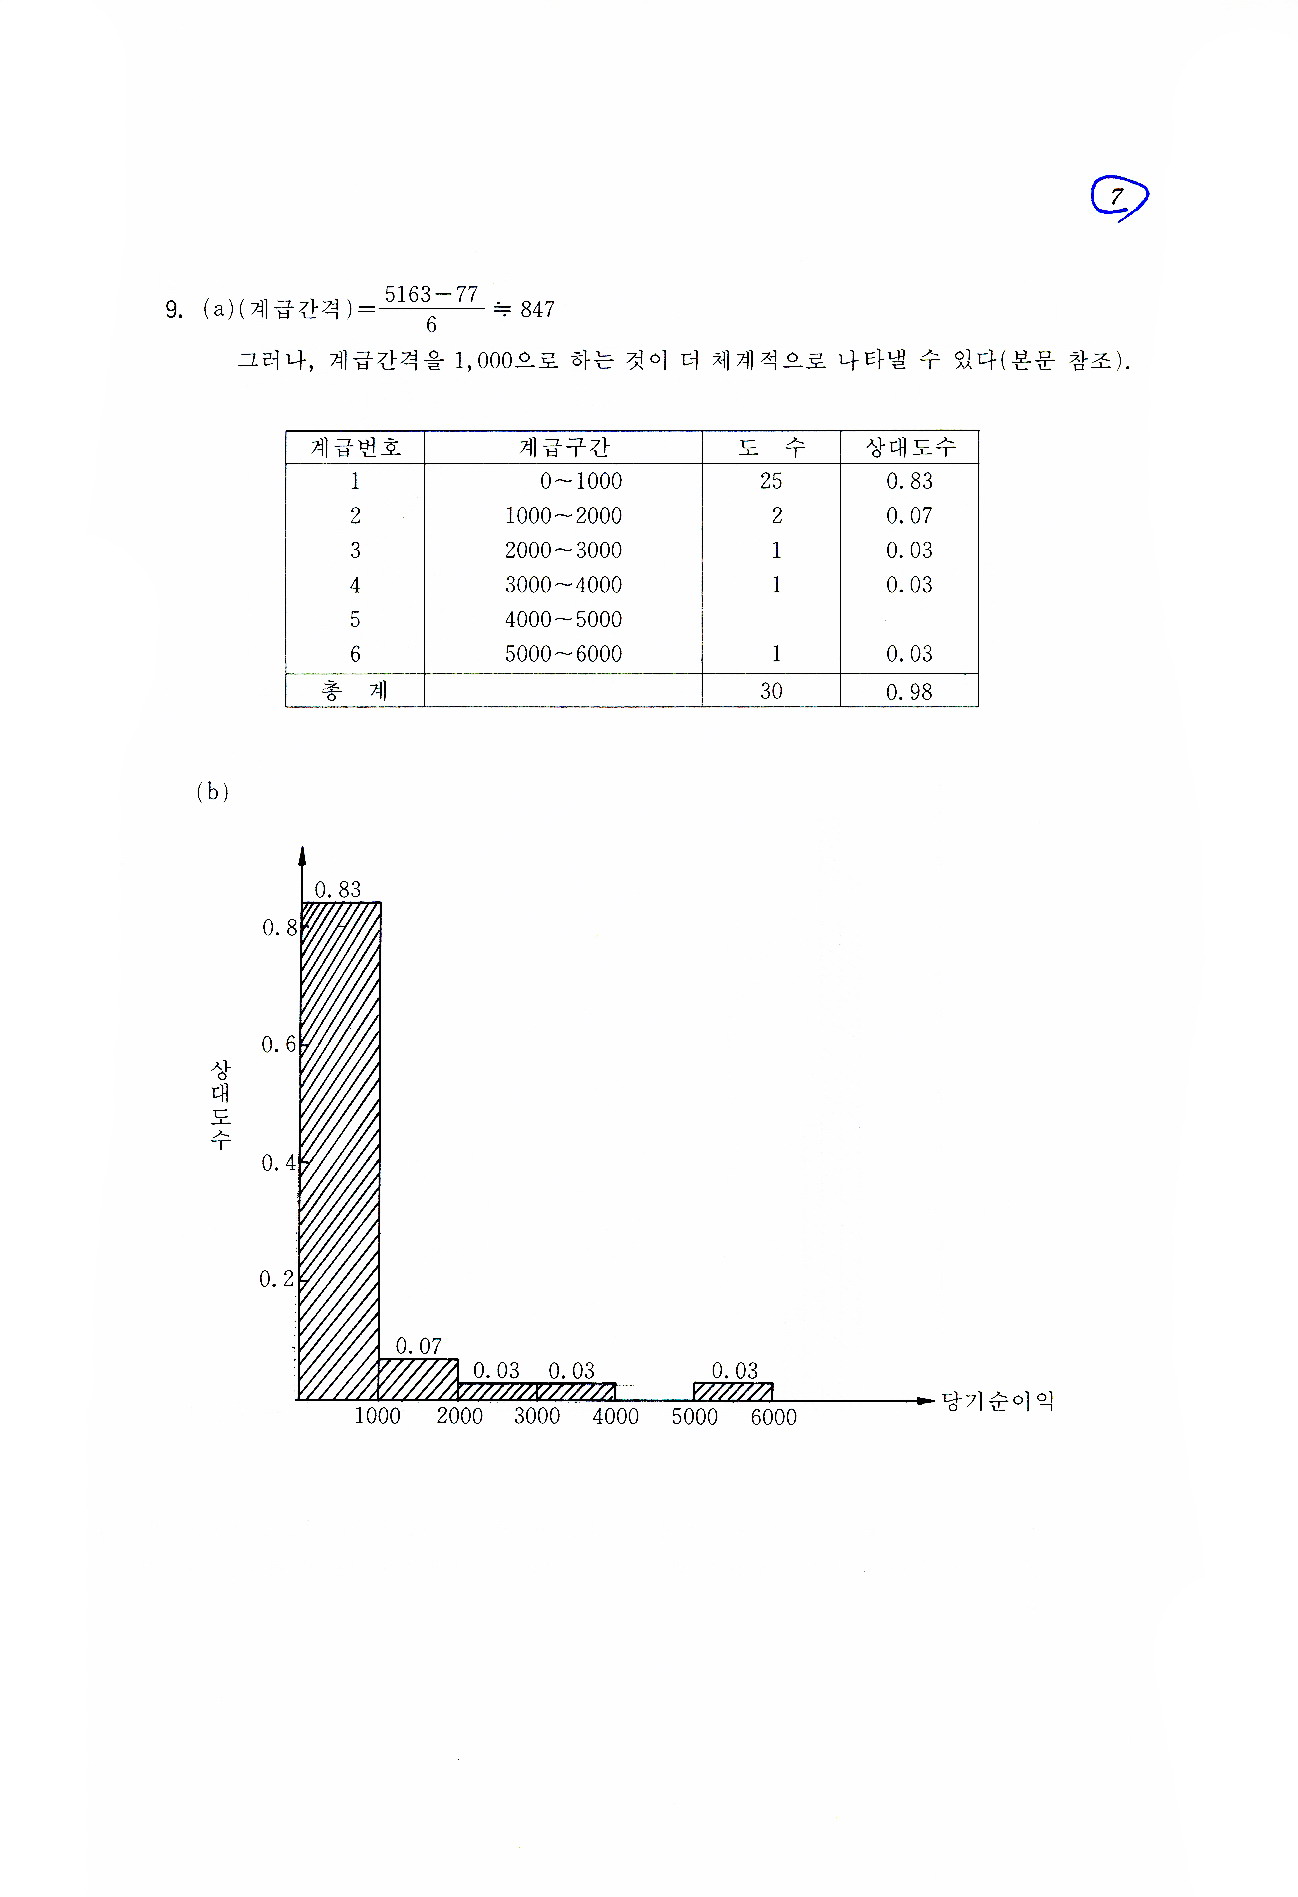 7
9. (a)(계급간격)=5163-77/6≒847
그러나, 계급간격을 1,000으로 하는 것이 더 체계적으로 나타낼 수 있다(본문 참조).
계급번호 계급구간 도 수 상대도수
1 0~1000 25 0.83
2 1000~2000 2 0.07
3 2000~3000 1 0.03
4 3000~4000 1 0.03
5 4000~5000
6 5000~6000 1 0.03
총 계 30 0.98
(b)
0.83
0.8
0.6
상대도수
0.4
0.2
0.07
0.03 0.03 0.03
당기순이익
1000 2000 3000 4000 5000 6000